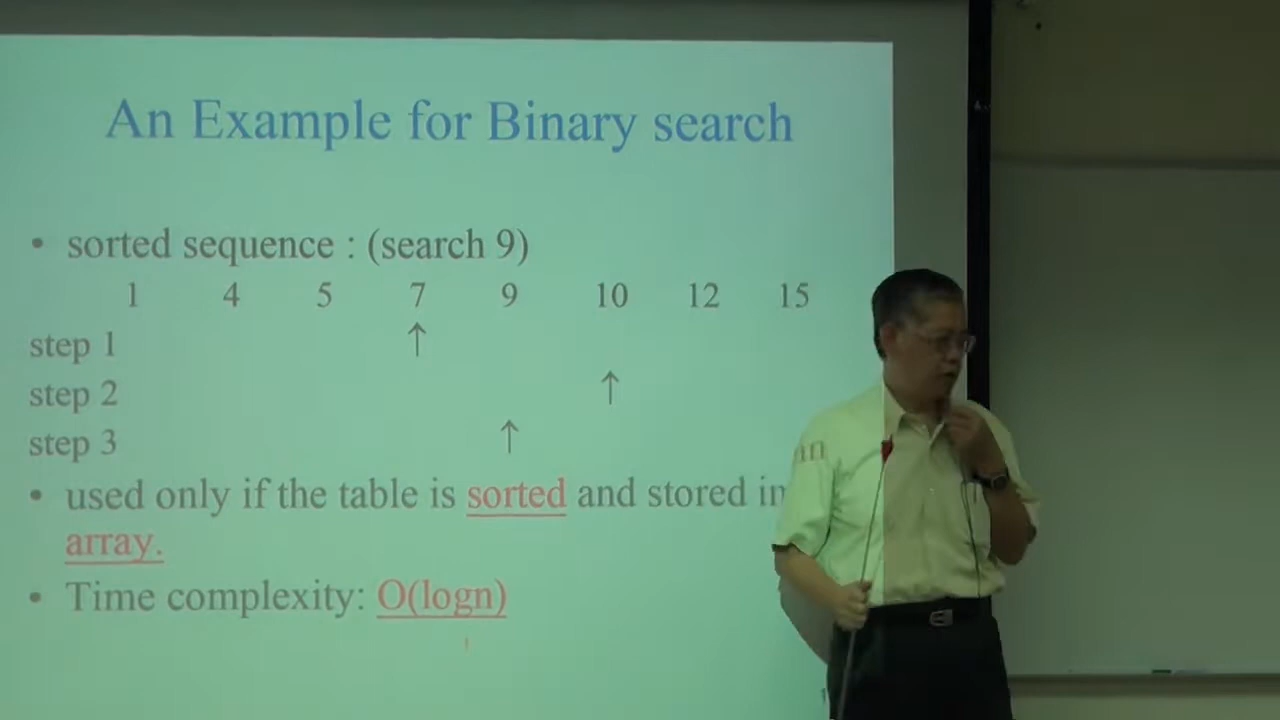 An Example for Binary search
• sorted sequence : (search 9)
1 4 5 7 9 10 12 15
step 1 ↑
step 2 ↑
step 3 ↑
• used only if the table is sorted and stored in
array.
• Time complexity: O(logn)